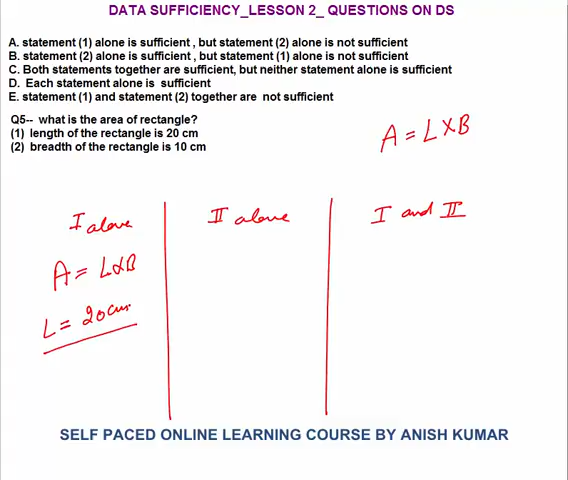 DATA SUFFICIENCY_LESSON 2_ QUESTIONS ON DS
A. statement (1) alone is sufficient , but statement (2) alone is not sufficient
B. statement (2) alone is sufficient , but statement (1) alone is not sufficient
C. Both statements together are sufficient, but neither statement alone is sufficient
D.  Each statement alone is  sufficient
E. statement (1) and statement (2) together are  not sufficient
Q5-- what is the area of rectangle?
(1) length of the rectangle is 20 cm
(2) breadth of the rectangle is 10 cm
A = L X B
I alone
II alone
I and II
A = L X B
L = 20 cm
SELF PACED ONLINE LEARNING COURSE BY ANISH KUMAR